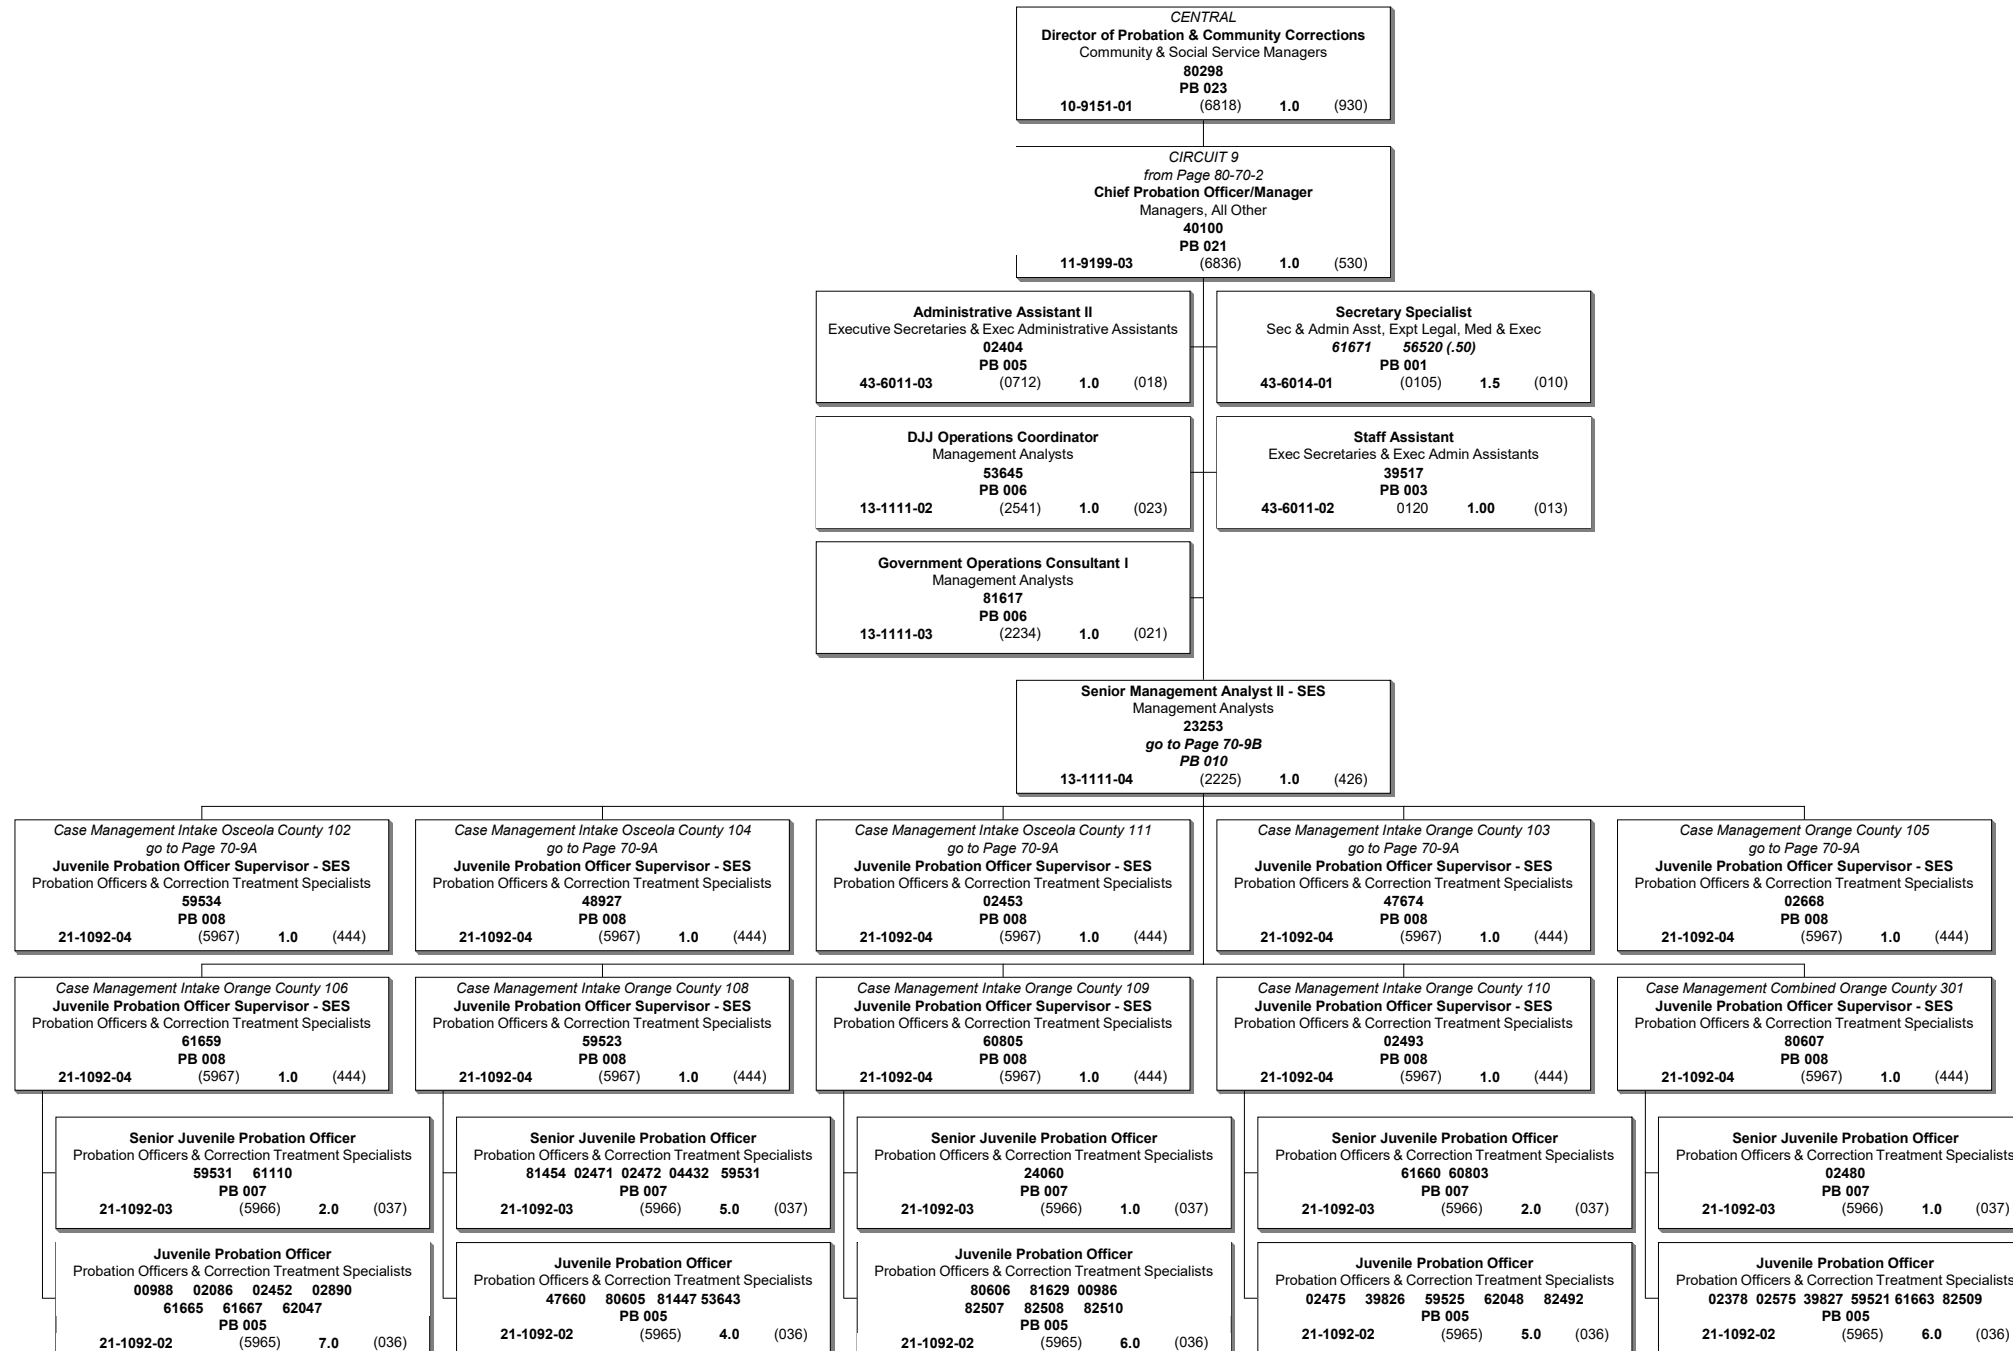 CENTRAL
Director of Probation & Community Corrections
Community & Social Service Managers
80298
PB 023
10-9151-01 (6818) 1.0 (930)
CIRCUIT 9
from Page 80-70-2
Chief Probation Officer/Manager
Managers, All Other
40100
PB 021
11-9199-03 (6836) 1.0 (530)
Administrative Assistant II
Executive Secretaries & Exec Administrative Assistants
02404
PB 005
43-6011-03 (0712) 1.0 (018)
Secretary Specialist
Sec & Admin Asst, Expt Legal, Med & Exec
61671 56520 (.50)
PB 001
43-6014-01 (0105) 1.5 (010)
DJJ Operations Coordinator
Management Analysts
53645
PB 006
13-1111-02 (2541) 1.0 (023)
Staff Assistant
Exec Secretaries & Exec Admin Assistants
39517
PB 003
43-6011-02 0120 1.00 (013)
Government Operations Consultant I
Management Analysts
81617
PB 006
13-1111-03 (2234) 1.0 (021)
Senior Management Analyst II - SES
Management Analysts
23253
go to Page 70-9B
PB 010
13-1111-04 (2225) 1.0 (426)
Case Management Intake Osceola County 102
go to Page 70-9A
Juvenile Probation Officer Supervisor - SES
Probation Officers & Correction Treatment Specialists
59534
PB 008
21-1092-04 (5967) 1.0 (444)
Case Management Intake Osceola County 104
go to Page 70-9A
Juvenile Probation Officer Supervisor - SES
Probation Officers & Correction Treatment Specialists
48927
PB 008
21-1092-04 (5967) 1.0 (444)
Case Management Intake Osceola County 111
go to Page 70-9A
Juvenile Probation Officer Supervisor - SES
Probation Officers & Correction Treatment Specialists
02453
PB 008
21-1092-04 (5967) 1.0 (444)
Case Management Intake Orange County 103
go to Page 70-9A
Juvenile Probation Officer Supervisor - SES
Probation Officers & Correction Treatment Specialists
47674
PB 008
21-1092-04 (5967) 1.0 (444)
Case Management Orange County 105
go to Page 70-9A
Juvenile Probation Officer Supervisor - SES
Probation Officers & Correction Treatment Specialists
02668
PB 008
21-1092-04 (5967) 1.0 (444)
Case Management Intake Orange County 106
Juvenile Probation Officer Supervisor - SES
Probation Officers & Correction Treatment Specialists
61659
PB 008
21-1092-04 (5967) 1.0 (444)
Case Management Intake Orange County 108
Juvenile Probation Officer Supervisor - SES
Probation Officers & Correction Treatment Specialists
59523
PB 008
21-1092-04 (5967) 1.0 (444)
Case Management Intake Orange County 109
Juvenile Probation Officer Supervisor - SES
Probation Officers & Correction Treatment Specialists
60805
PB 008
21-1092-04 (5967) 1.0 (444)
Case Management Intake Orange County 110
Juvenile Probation Officer Supervisor - SES
Probation Officers & Correction Treatment Specialists
02493
PB 008
21-1092-04 (5967) 1.0 (444)
Case Management Combined Orange County 301
Juvenile Probation Officer Supervisor - SES
Probation Officers & Correction Treatment Specialists
80607
PB 008
21-1092-04 (5967) 1.0 (444)
Senior Juvenile Probation Officer
Probation Officers & Correction Treatment Specialists
59531 61110
PB 007
21-1092-03 (5966) 2.0 (037)
Senior Juvenile Probation Officer
Probation Officers & Correction Treatment Specialists
81454 02471 02472 04432 59531
PB 007
21-1092-03 (5966) 5.0 (037)
Senior Juvenile Probation Officer
Probation Officers & Correction Treatment Specialists
24060
PB 007
21-1092-03 (5966) 1.0 (037)
Senior Juvenile Probation Officer
Probation Officers & Correction Treatment Specialists
61660 60803
PB 007
21-1092-03 (5966) 2.0 (037)
Senior Juvenile Probation Officer
Probation Officers & Correction Treatment Specialists
02480
PB 007
21-1092-03 (5966) 1.0 (037)
Juvenile Probation Officer
Probation Officers & Correction Treatment Specialists
00988 02086 02452 02890
61665 61667 62047
PB 005
21-1092-02 (5965) 7.0 (036)
Juvenile Probation Officer
Probation Officers & Correction Treatment Specialists
47660 80605 81447 53643
PB 005
21-1092-02 (5965) 4.0 (036)
Juvenile Probation Officer
Probation Officers & Correction Treatment Specialists
80606 81629 00986
82507 82508 82510
PB 005
21-1092-02 (5965) 6.0 (036)
Juvenile Probation Officer
Probation Officers & Correction Treatment Specialists
02475 39826 59525 62048 82492
PB 005
21-1092-02 (5965) 5.0 (036)
Juvenile Probation Officer
Probation Officers & Correction Treatment Specialists
02378 02575 39827 59521 61663 82509
PB 005
21-1092-02 (5965) 6.0 (036)